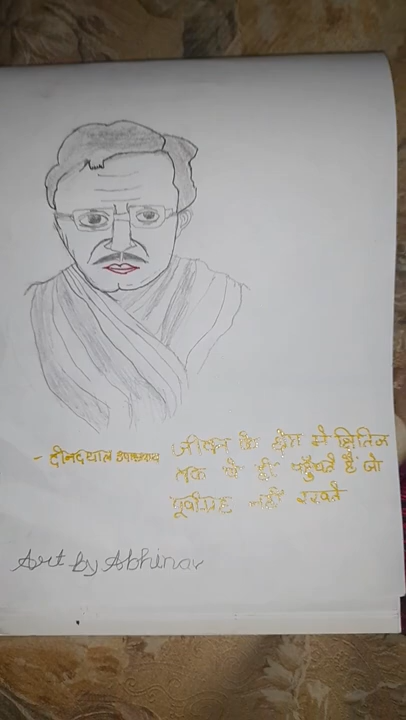 जीवन के क्षेत्र में क्षितिज
तक वे ही पहुँचते हैं जो
पूर्वाग्रह नहीं रखते
- दीनदयाल उपाध्याय
Art by Abhinav